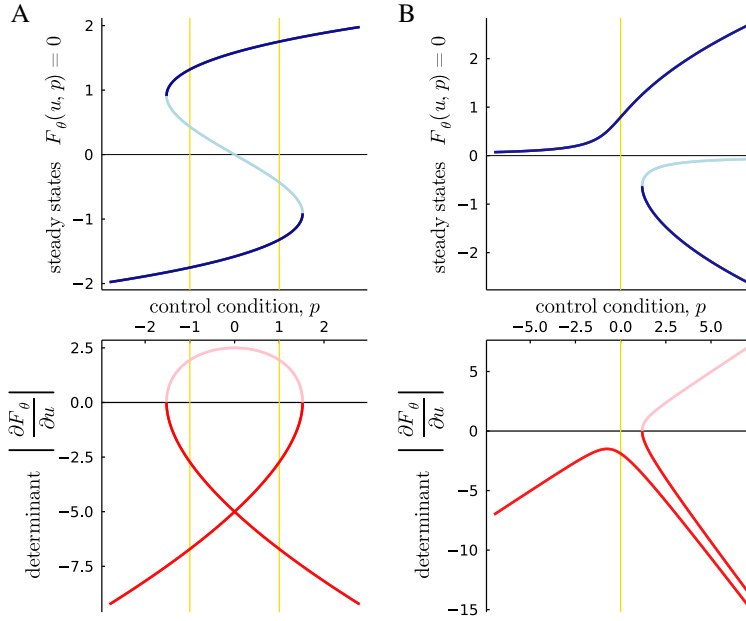 A
B
steady states F_θ(u, p) = 0
2
1
0
−1
−2
steady states F_θ(u, p) = 0
2
1
0
−1
−2
control condition, p
−2 −1 0 1 2
control condition, p
−5.0 −2.5 0.0 2.5 5.0
determinant |∂F_θ/∂u|
2.5
0.0
−2.5
−5.0
−7.5
determinant |∂F_θ/∂u|
5
0
−5
−10
−15